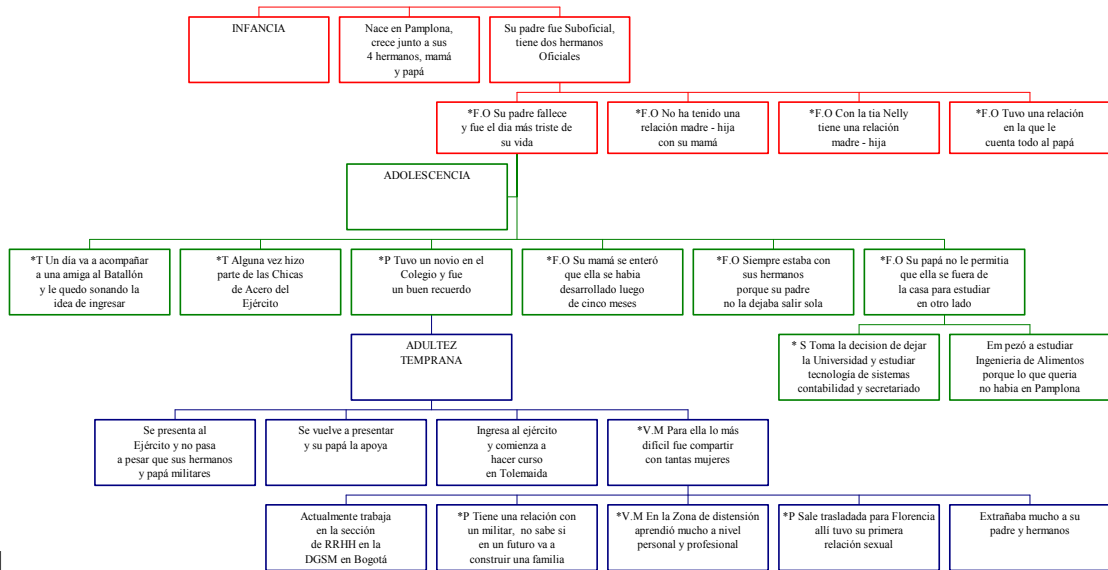 INFANCIA
Nace en Pamplona,
crece junto a sus
4 hermanos, mamá
y papá
Su padre fue Suboficial,
tiene dos hermanos
Oficiales
*F.O Su padre fallece
y fue el dia más triste de
su vida
*F.O No ha tenido una
relación madre - hija
con su mamá
*F.O Con la tia Nelly
tiene una relación
madre - hija
*F.O Tuvo una relación
en la que le
cuenta todo al papá
ADOLESCENCIA
*T Un día va a acompañar
a una amiga al Batallón
y le quedo sonando la
idea de ingresar
*T Alguna vez hizo
parte de las Chicas
de Acero del
Ejército
*P Tuvo un novio en el
Colegio y fue
un buen recuerdo
*F.O Su mamá se enteró
que ella se habia
desarrollado luego
de cinco meses
*F.O Siempre estaba con
sus hermanos
porque su padre
no la dejaba salir sola
*F.O Su papá no le permitia
que ella se fuera de
la casa para estudiar
en otro lado
* S Toma la decision de dejar
la Universidad y estudiar
tecnología de sistemas
contabilidad y secretariado
Em pezó a estudiar
Ingenieria de Alimentos
porque lo que queria
no habia en Pamplona
ADULTEZ
TEMPRANA
Se presenta al
Ejército y no pasa
a pesar que sus hermanos
y papá militares
Se vuelve a presentar
y su papá la apoya
Ingresa al ejército
y comienza a
hacer curso
en Tolemaida
*V.M Para ella lo más
difícil fue compartir
con tantas mujeres
Actualmente trabaja
en la sección
de RRHH en la
DGSM en Bogotá
*P Tiene una relación con
un militar, no sabe si
en un futuro va a
construir una familia
*V.M En la Zona de distensión
aprendió mucho a nivel
personal y profesional
*P Sale trasladada para Florencia
allí tuvo su primera
relación sexual
Extrañaba mucho a su
padre y hermanos